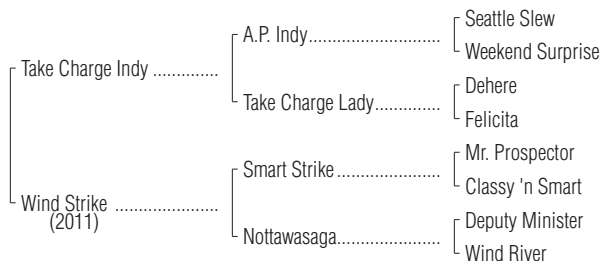 Seattle Slew
A.P. Indy
Weekend Surprise
Take Charge Indy
Dehere
Take Charge Lady
Felicita
Mr. Prospector
Smart Strike
Classy 'n Smart
Wind Strike
(2011)
Deputy Minister
Nottawasaga
Wind River